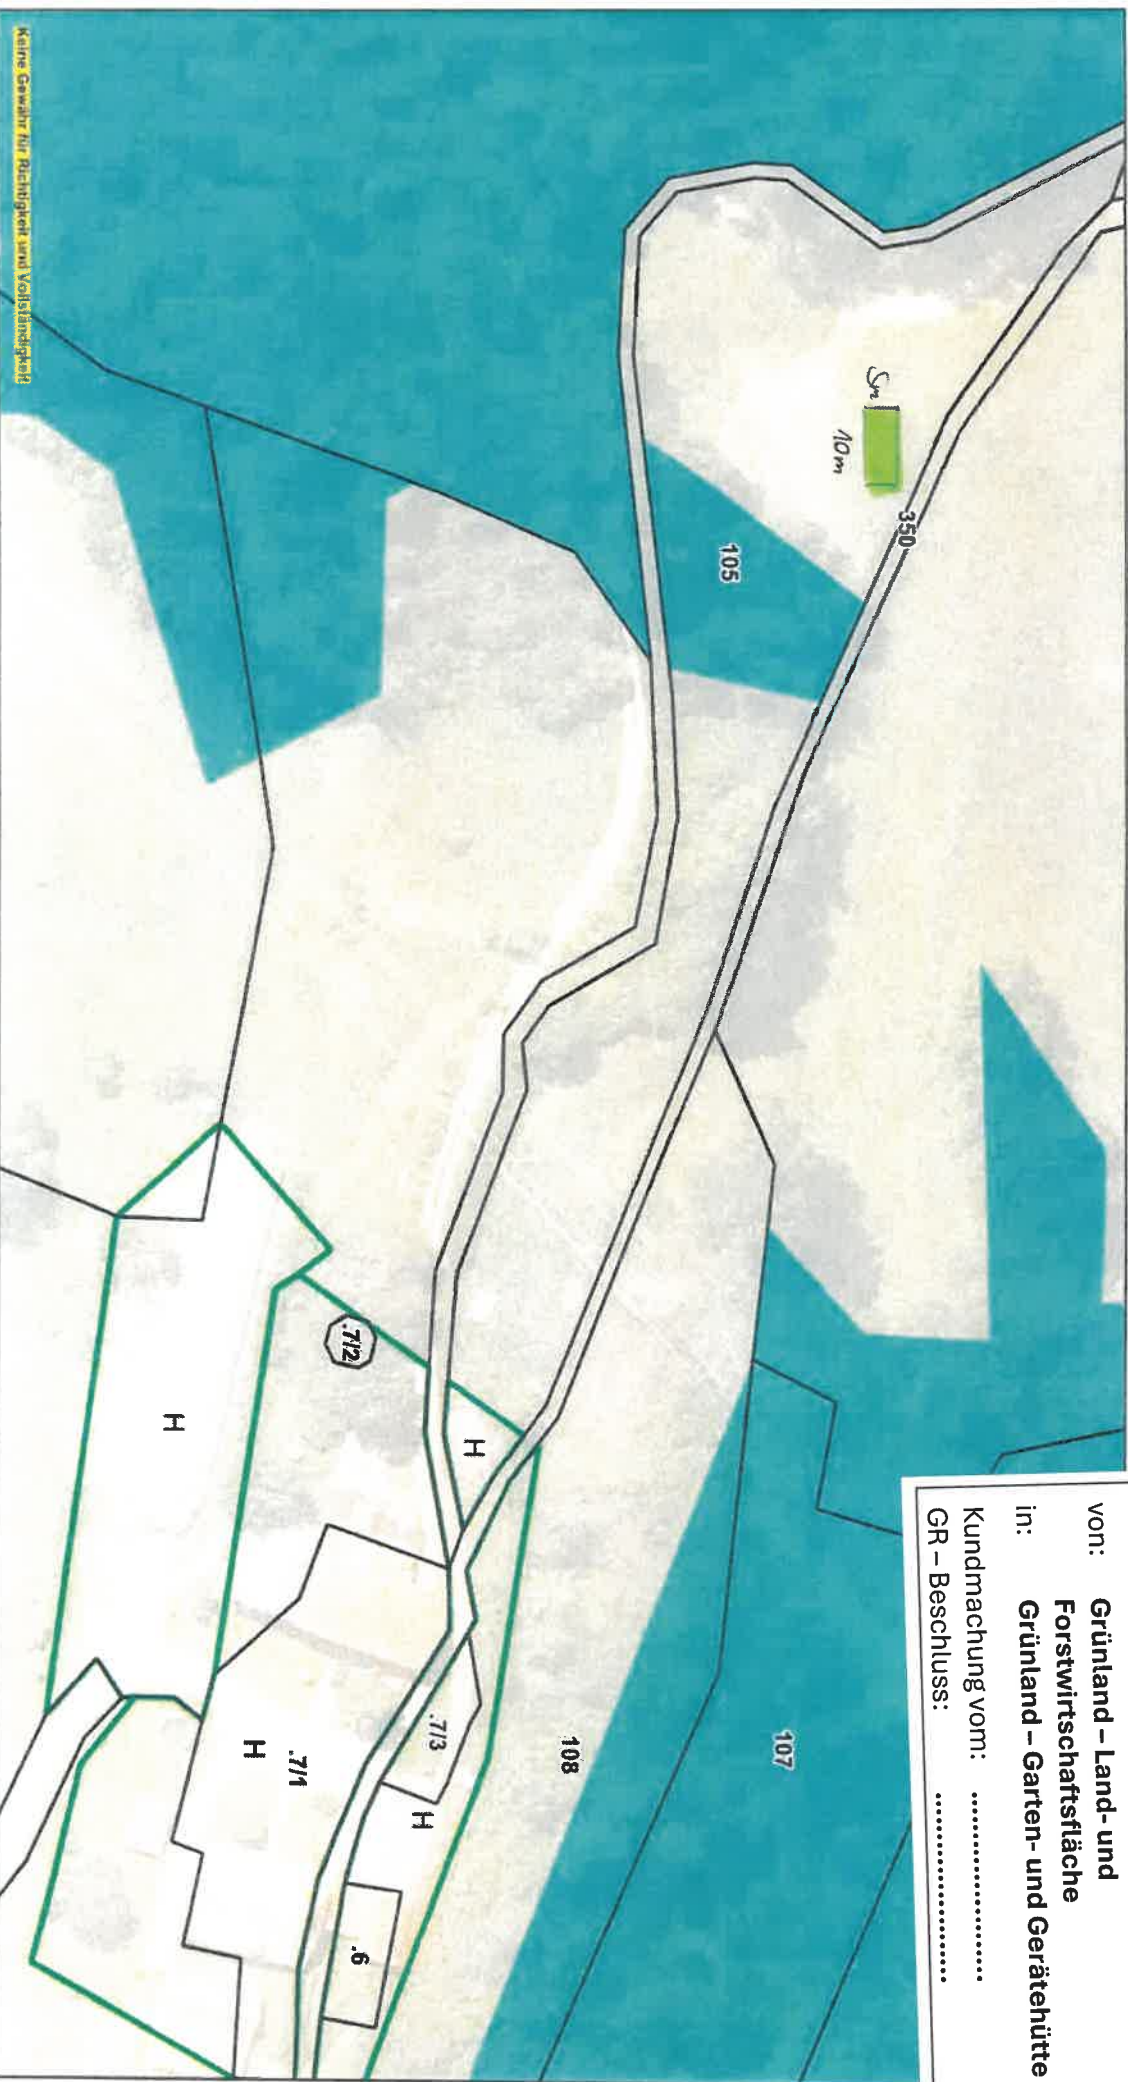 von: Grünland – Land- und
Forstwirtschaftsfläche
in: Grünland – Garten- und Gerätehütte
Kundmachung vom: ........................
GR – Beschluss: ........................
5m
10m
350
105
.7/2
H
H
107
108
.7/3
H
.7/1
H
.6
Keine Gewähr für Richtigkeit und Vollständigkeit